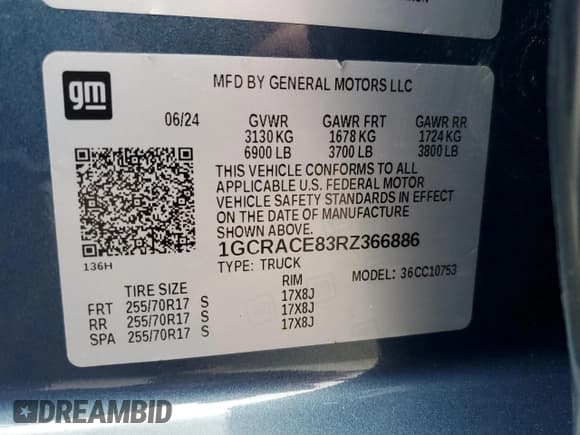 gm
MFD BY GENERAL MOTORS LLC
06/24 GVWR GAWR FRT GAWR RR
3130 KG 1678 KG 1724 KG
6900 LB 3700 LB 3800 LB
THIS VEHICLE CONFORMS TO ALL
APPLICABLE U.S. FEDERAL MOTOR
VEHICLE SAFETY STANDARDS IN EFFECT
ON THE DATE OF MANUFACTURE
SHOWN ABOVE.
1GCRACE83RZ366886
136H
TYPE: TRUCK MODEL: 36CC10753
TIRE SIZE RIM
FRT 255/70R17 S 17X8J
RR 255/70R17 S 17X8J
SPA 255/70R17 S 17X8J
DREAMBID